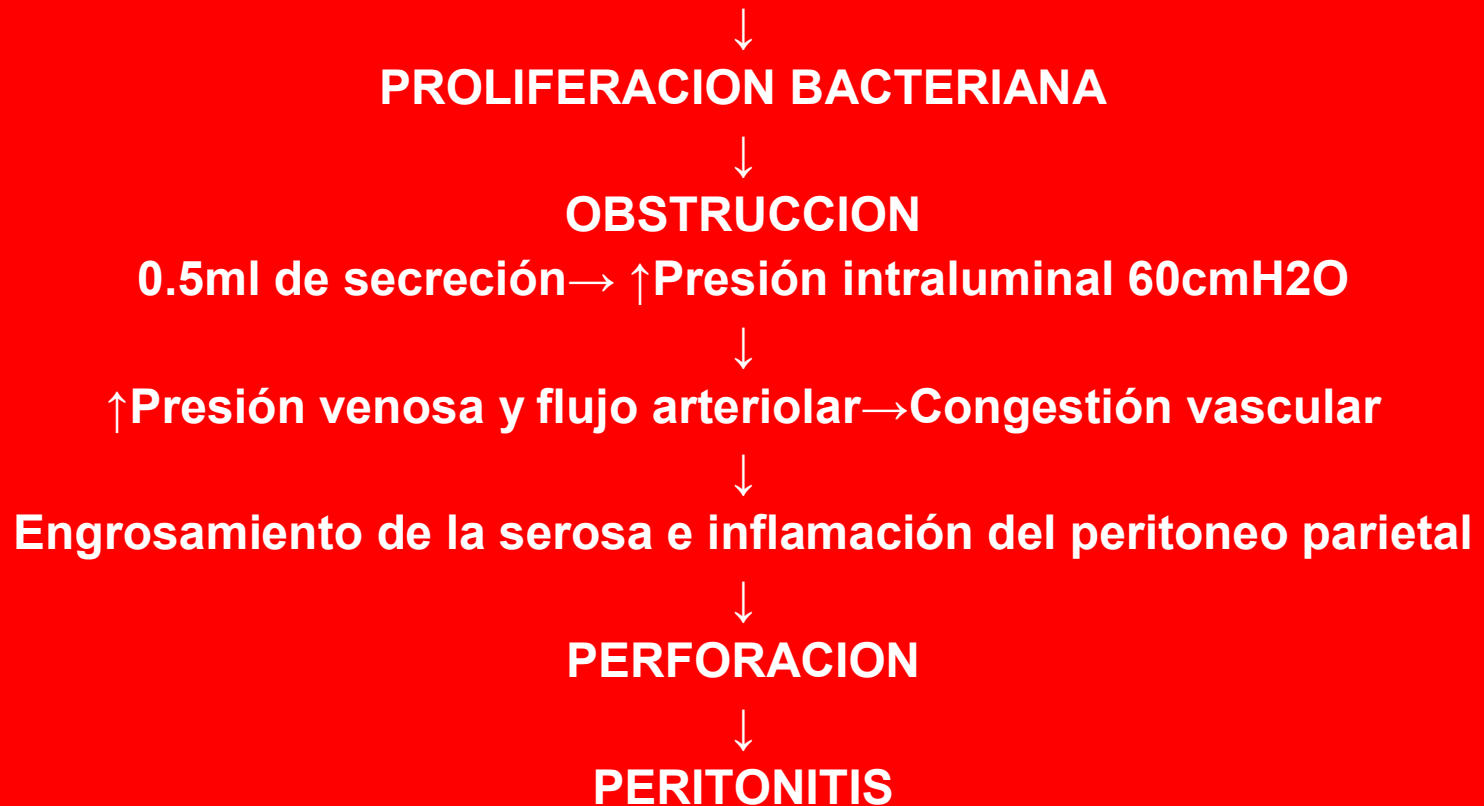 ↓
PROLIFERACION BACTERIANA
↓
OBSTRUCCION
0.5ml de secreción→ ↑Presión intraluminal 60cmH2O
↓
↑Presión venosa y flujo arteriolar→Congestión vascular
↓
Engrosamiento de la serosa e inflamación del peritoneo parietal
↓
PERFORACION
↓
PERITONITIS